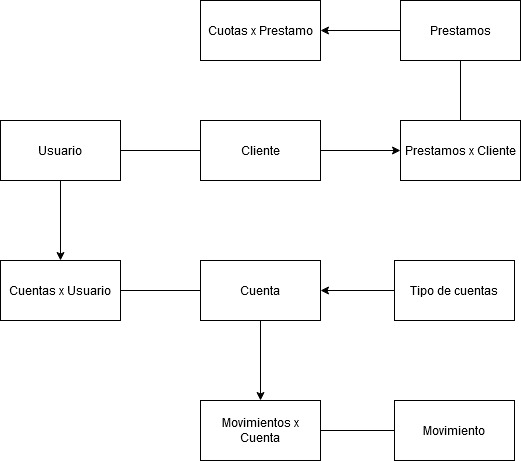 Cuotas x Prestamo
Prestamos
Usuario
Cliente
Prestamos x Cliente
Cuentas x Usuario
Cuenta
Tipo de cuentas
Movimientos x
Cuenta
Movimiento